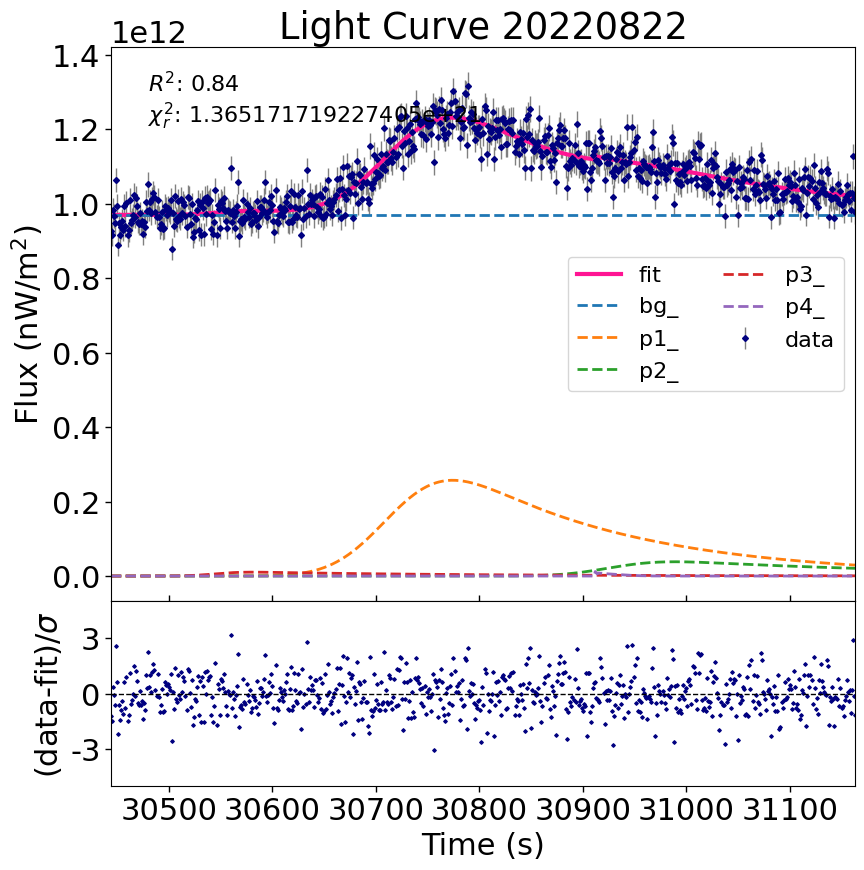 Light Curve 20220822
1e12
R²: 0.84
χ²ᵣ: 1.365171719227405e+21
1.4
1.2
1.0
0.8
0.6
0.4
0.2
0.0
Flux (nW/m²)
fit
bg_
p1_
p2_
p3_
p4_
data
3
0
-3
(data-fit)/σ
30500 30600 30700 30800 30900 31000 31100
Time (s)